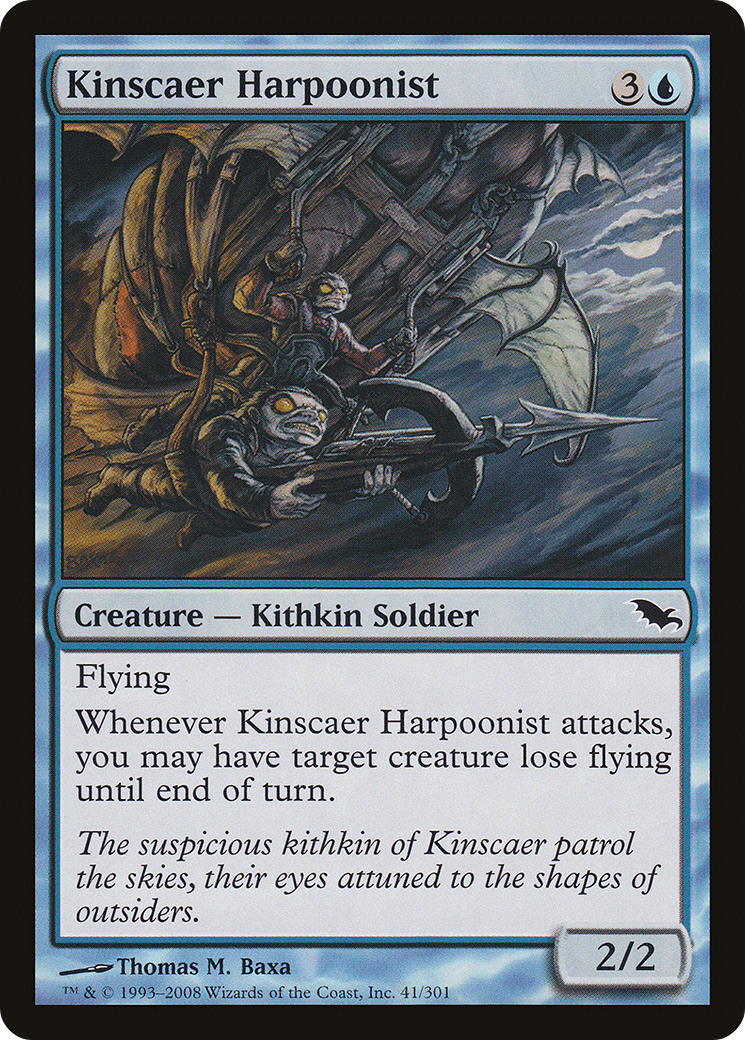 Kinscaer Harpoonist 3
Creature — Kithkin Soldier
Flying
Whenever Kinscaer Harpoonist attacks,
you may have target creature lose flying
until end of turn.
The suspicious kithkin of Kinscaer patrol
the skies, their eyes attuned to the shapes of
outsiders.
2/2
Thomas M. Baxa
™ & © 1993–2008 Wizards of the Coast, Inc. 41/301